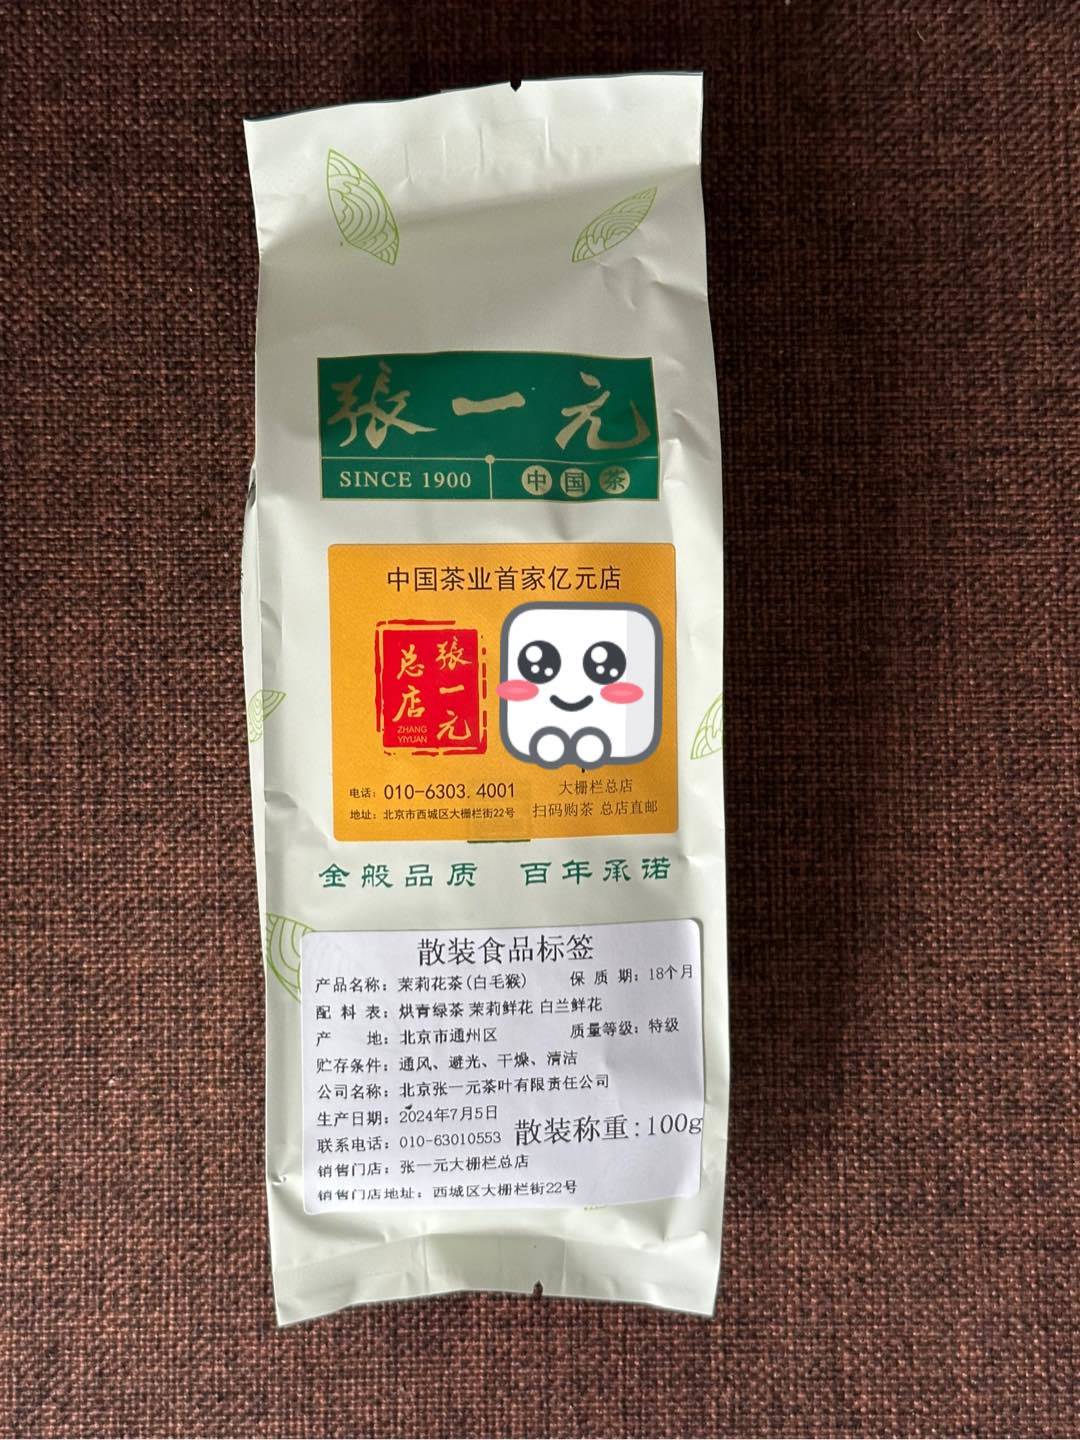 張一元
SINCE 1900 中国茶
中国茶业首家亿元店
張一元
总店
ZHANG
YIYUAN
电话：010-6303.4001
地址：北京市西城区大栅栏街22号
大栅栏总店
扫码购茶 总店直邮
金般品质 百年承诺
散装食品标签
产品名称：茉莉花茶(白毛猴) 保质期：18个月
配料表：烘青绿茶 茉莉鲜花 白兰鲜花
产地：北京市通州区 质量等级：特级
贮存条件：通风、避光、干燥、清洁
公司名称：北京张一元茶叶有限责任公司
生产日期：2024年7月5日
联系电话：010-63010553 散装称重:100g
销售门店：张一元大栅栏总店
销售门店地址：西城区大栅栏街22号